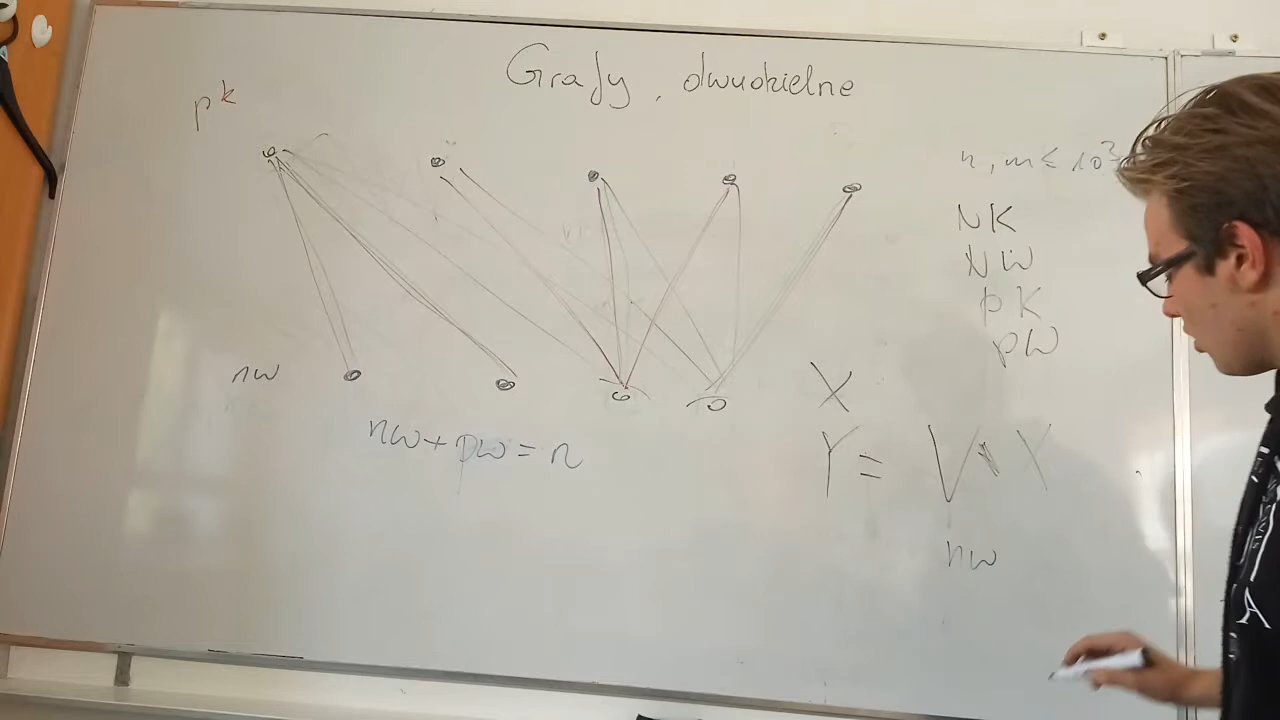 Grafy dwudzielne
pk
n, m ≤ 10³
NK
NW
pK
pW
nw
X
nw + pw = n
Y = V \ X
nw
A